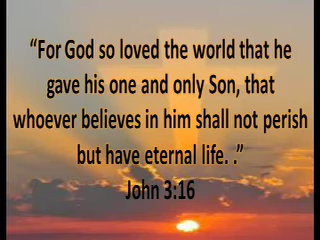 “For God so loved the world that he
gave his one and only Son, that
whoever believes in him shall not perish
but have eternal life. .”
John 3:16